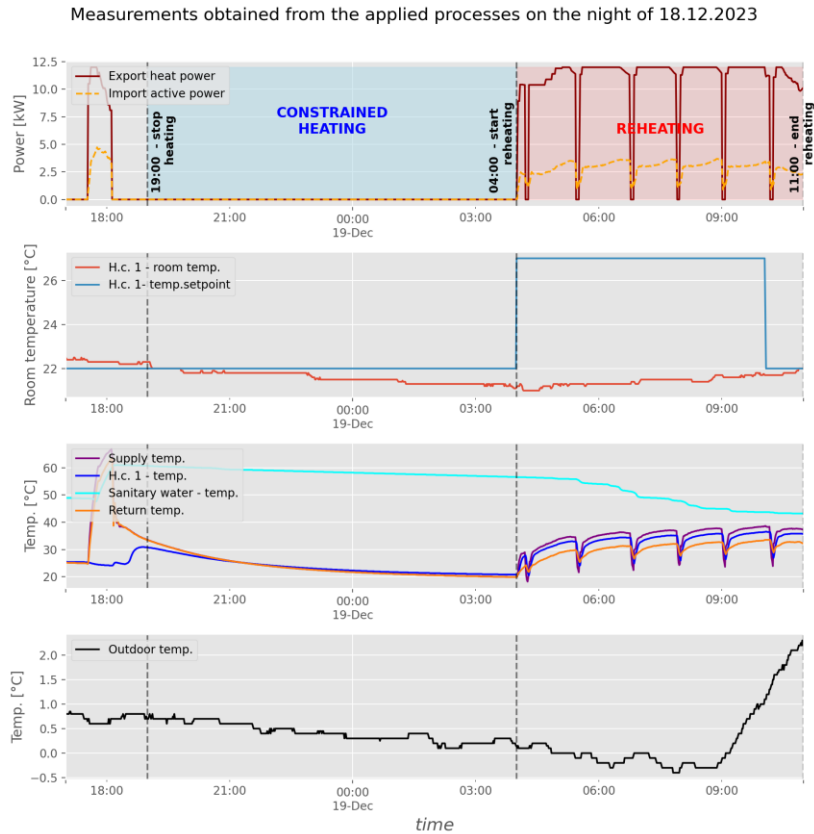 Measurements obtained from the applied processes on the night of 18.12.2023
Power [kW]
12.5
10.0
7.5
5.0
2.5
0.0
Export heat power
Import active power
CONSTRAINED
HEATING
REHEATING
19:00 - stop
heating
04:00 - start
reheating
11:00 - end
reheating
18:00
21:00
00:00
19-Dec
03:00
06:00
09:00
Room temperature [°C]
26
24
22
H.c. 1 - room temp.
H.c. 1- temp.setpoint
18:00
21:00
00:00
19-Dec
03:00
06:00
09:00
Temp. [°C]
60
50
40
30
20
Supply temp.
H.c. 1 - temp.
Sanitary water - temp.
Return temp.
18:00
21:00
00:00
19-Dec
03:00
06:00
09:00
Temp. [°C]
2.0
1.5
1.0
0.5
0.0
−0.5
Outdoor temp.
18:00
21:00
00:00
19-Dec
03:00
06:00
09:00
time